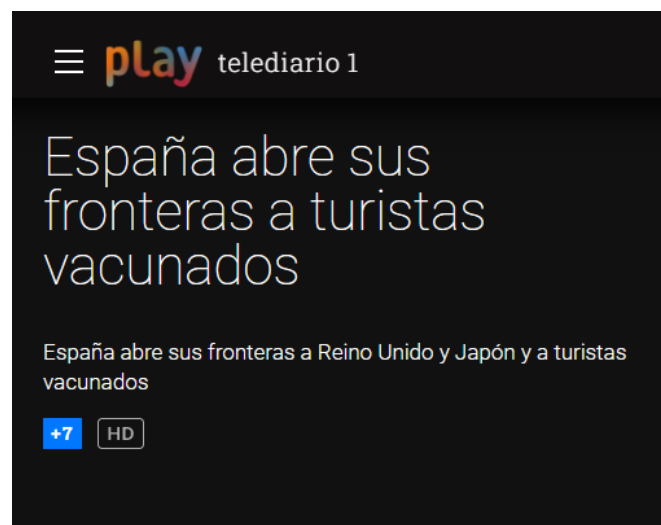 play telediario 1
España abre sus
fronteras a turistas
vacunados
España abre sus fronteras a Reino Unido y Japón y a turistas
vacunados
+7 HD